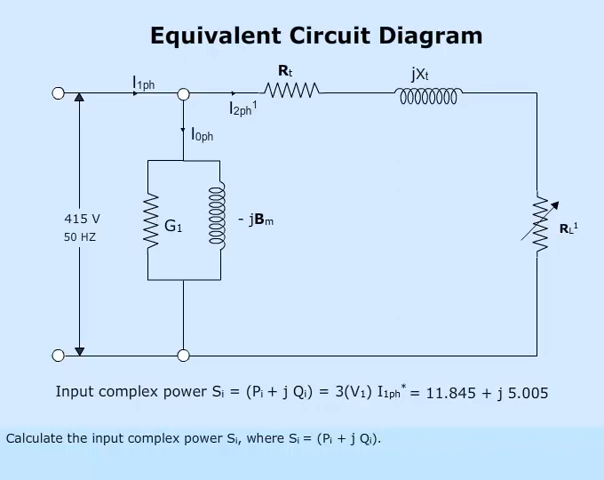 Equivalent Circuit Diagram
I1ph
Rt
jXt
I2ph¹
I0ph
415 V
50 HZ
G1
- jBm
RL¹
Input complex power Si = (Pi + j Qi) = 3(V1) I1ph* = 11.845 + j 5.005
Calculate the input complex power Si, where Si = (Pi + j Qi).